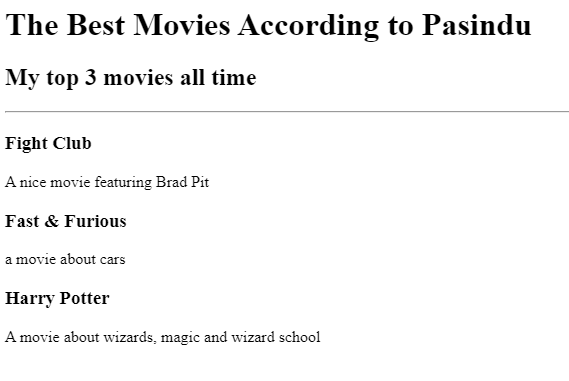 The Best Movies According to Pasindu
My top 3 movies all time
Fight Club
A nice movie featuring Brad Pit
Fast & Furious
a movie about cars
Harry Potter
A movie about wizards, magic and wizard school